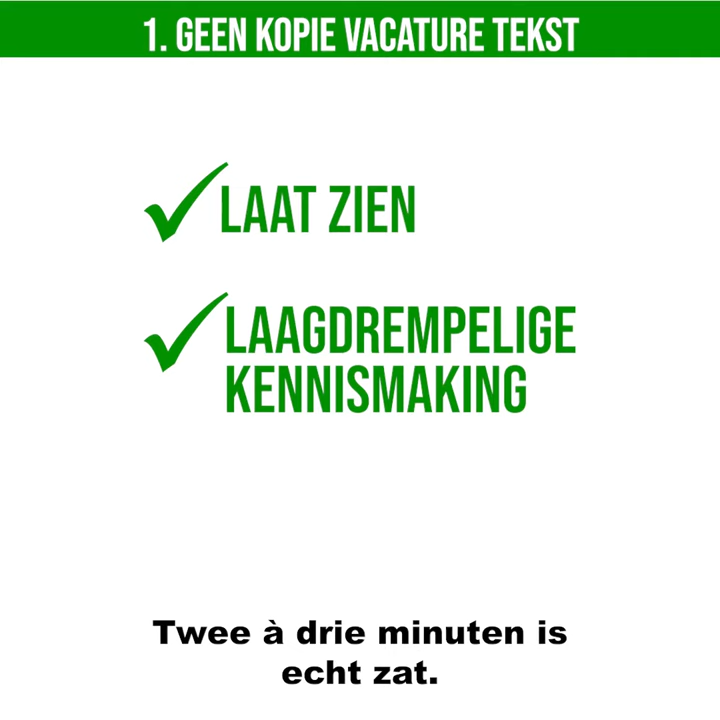 1. GEEN KOPIE VACATURE TEKST
LAAT ZIEN
LAAGDREMPELIGE
KENNISMAKING
Twee à drie minuten is
echt zat.